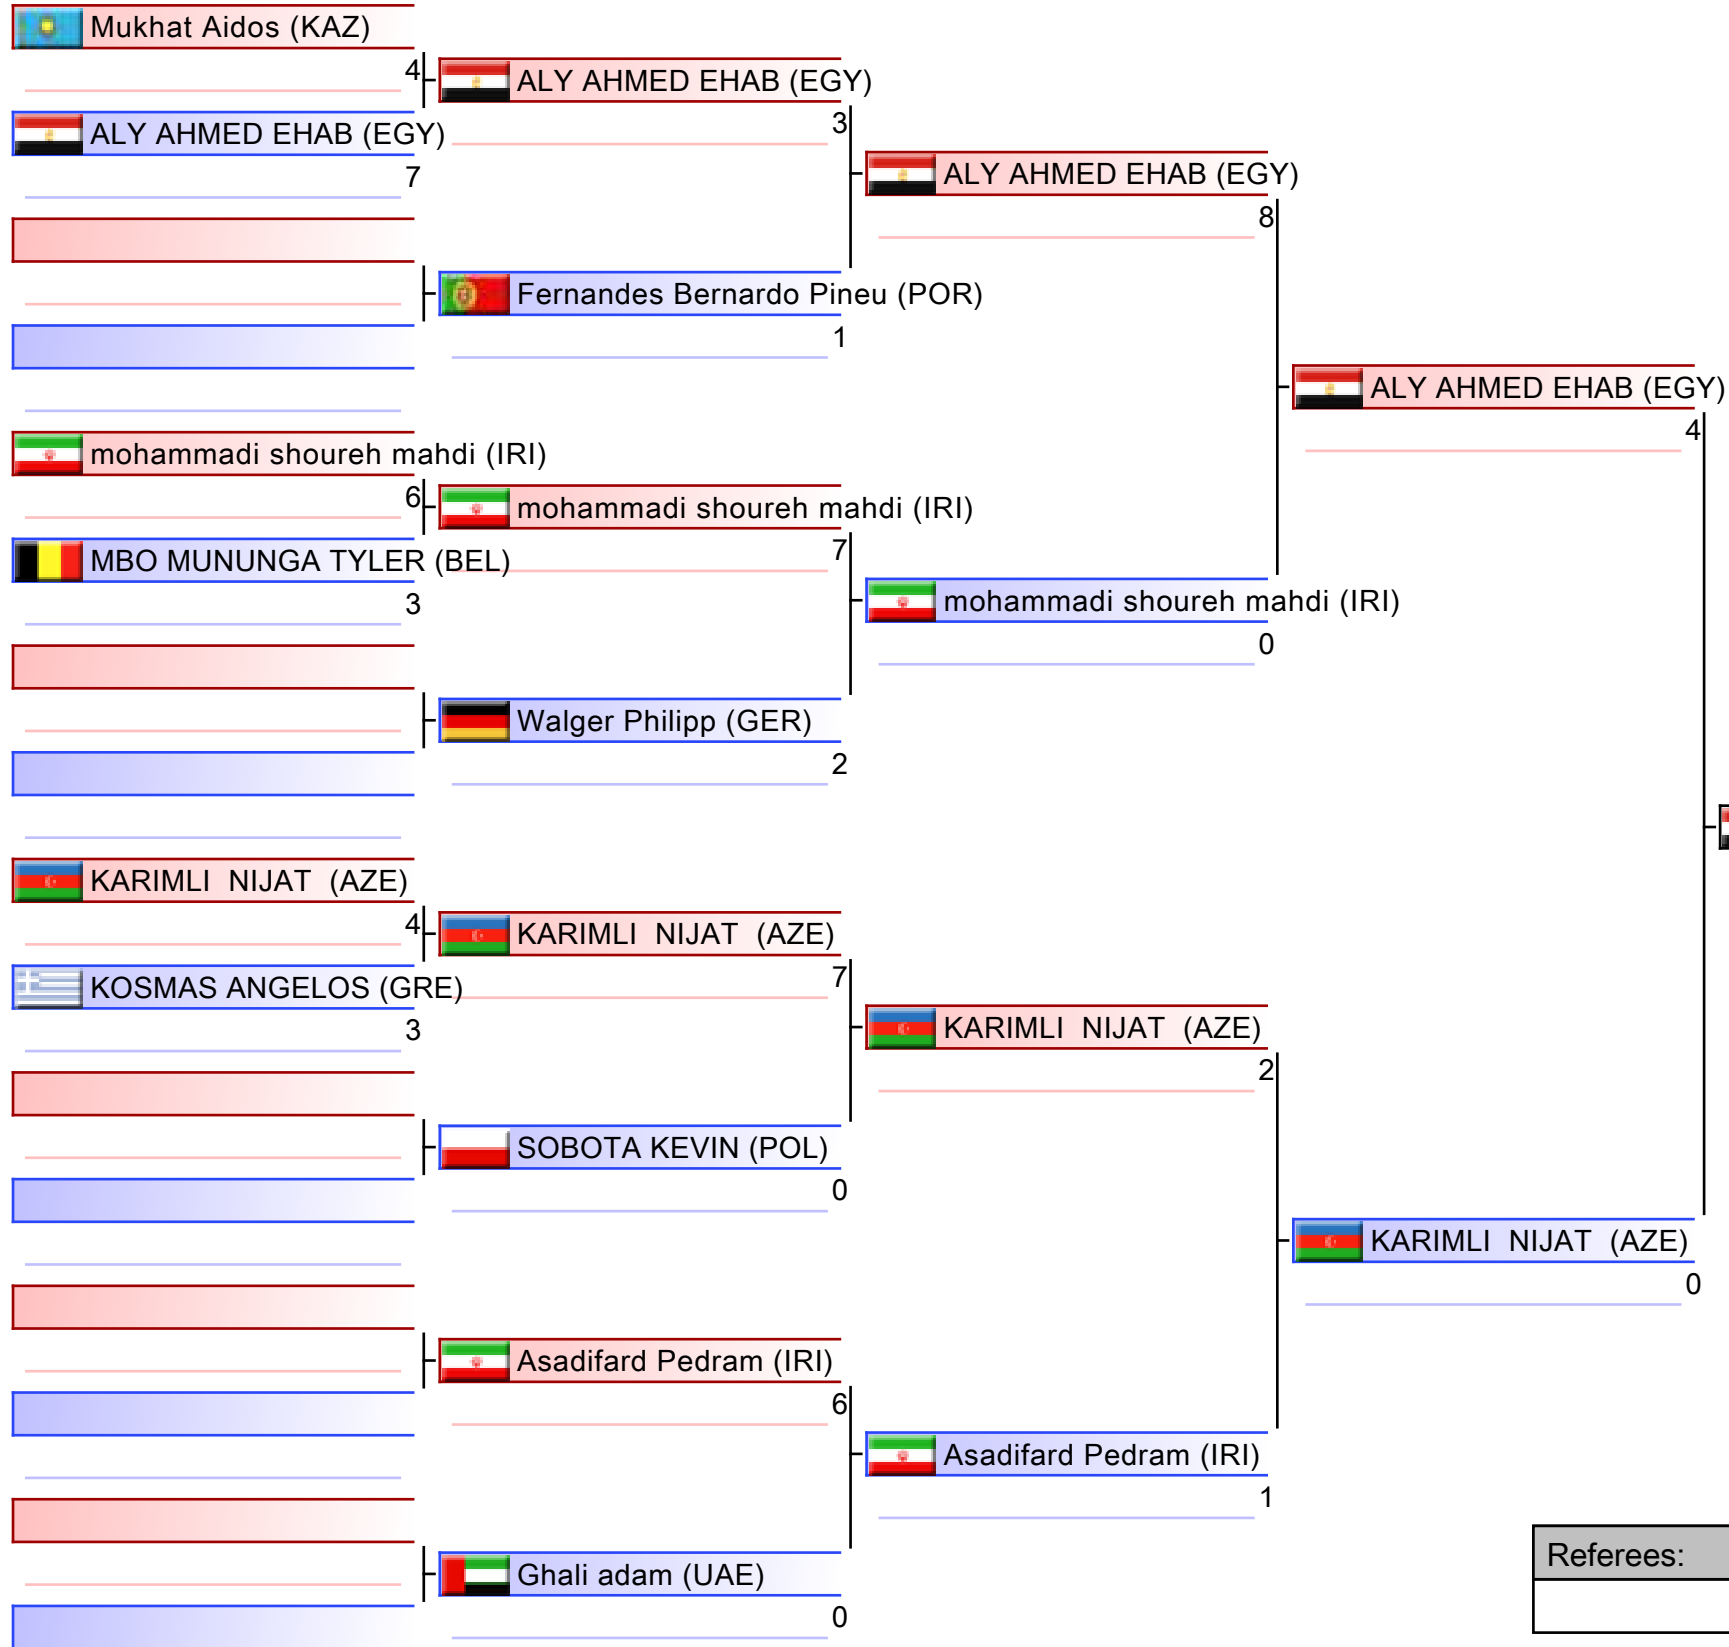 Mukhat Aidos (KAZ)
4
ALY AHMED EHAB (EGY)
7
mohammadi shoureh mahdi (IRI)
6
MBO MUNUNGA TYLER (BEL)
3
KARIMLI  NIJAT  (AZE)
4
KOSMAS ANGELOS (GRE)
3
ALY AHMED EHAB (EGY)
3
Fernandes Bernardo Pineu (POR)
1
mohammadi shoureh mahdi (IRI)
7
Walger Philipp (GER)
2
KARIMLI  NIJAT  (AZE)
7
SOBOTA KEVIN (POL)
0
Asadifard Pedram (IRI)
6
Ghali adam (UAE)
0
ALY AHMED EHAB (EGY)
8
mohammadi shoureh mahdi (IRI)
0
KARIMLI  NIJAT  (AZE)
2
Asadifard Pedram (IRI)
1
ALY AHMED EHAB (EGY)
4
KARIMLI  NIJAT  (AZE)
0
Referees: